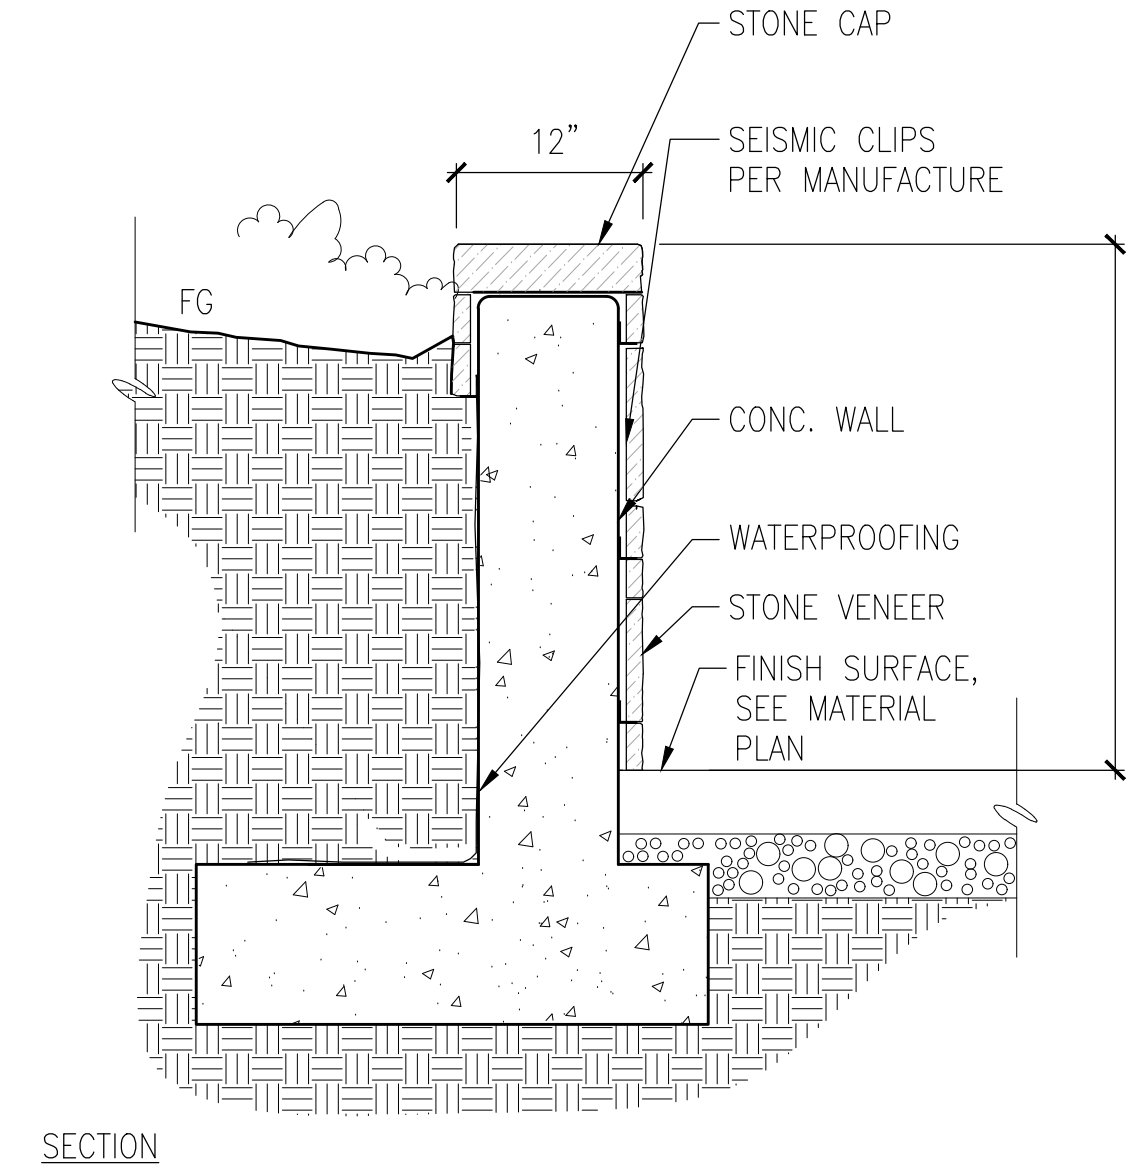 STONE CAP
12"
SEISMIC CLIPS
PER MANUFACTURE
FG
CONC. WALL
WATERPROOFING
STONE VENEER
FINISH SURFACE,
SEE MATERIAL
PLAN
SECTION